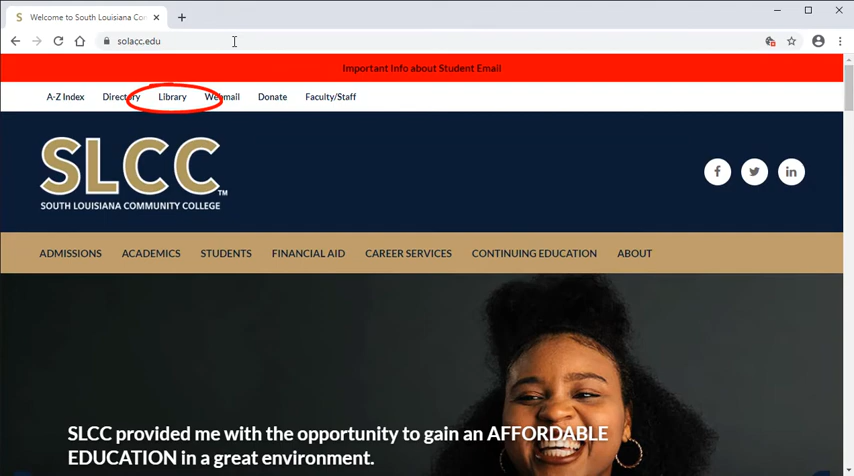 Welcome to South Louisiana Com
solacc.edu
Important Info about Student Email
A-Z Index Directory Library Webmail Donate Faculty/Staff
SLCC™
SOUTH LOUISIANA COMMUNITY COLLEGE
ADMISSIONS ACADEMICS STUDENTS FINANCIAL AID CAREER SERVICES CONTINUING EDUCATION ABOUT
SLCC provided me with the opportunity to gain an AFFORDABLE
EDUCATION in a great environment.